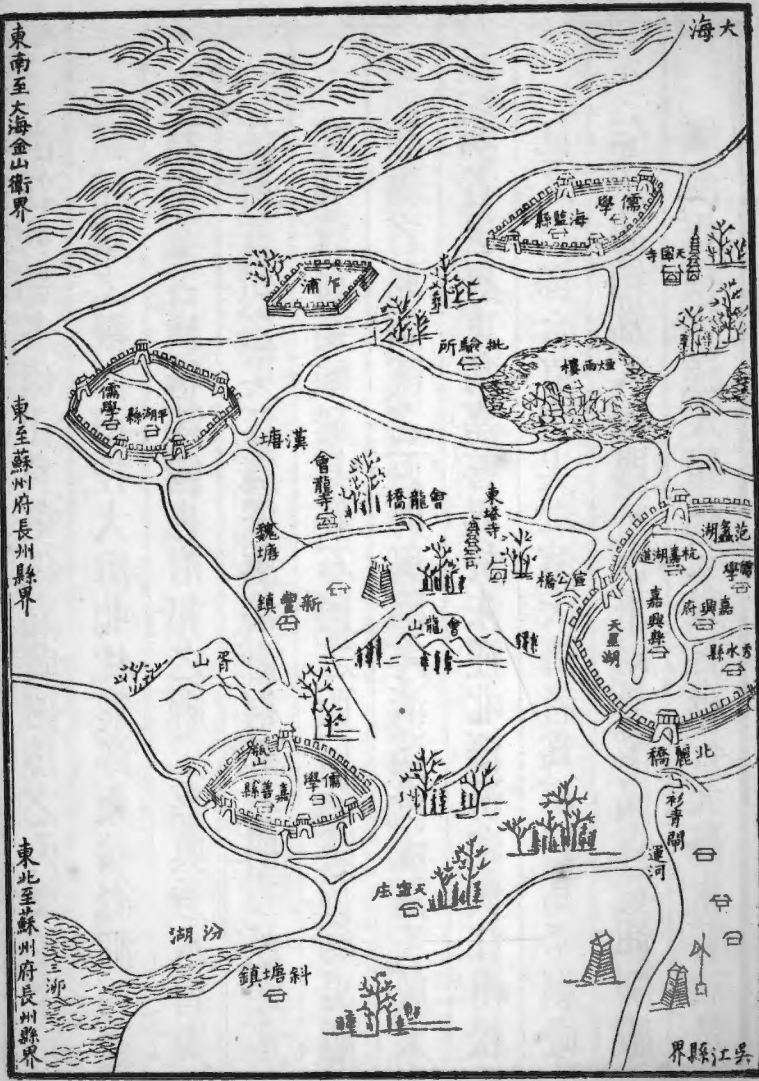 大海
東南至大海金山衛界
儒學
海監縣
天寧寺
乍浦
批驗所
煙雨樓
儒學
平湖縣
漢塘
會龍寺
會龍橋
東塔寺
范蠡湖
杭嘉湖道
儒學
嘉興府
嘉興縣
秀水縣
天星湖
宣公橋
東至蘇州府長州縣界
魏塘
新豐鎮
會龍山
胥山
北麗橋
瓶山
儒學
嘉善縣
衫青閘
運河
天寧庄
汾湖
三泖
斜塘鎮
東北至蘇州府長州縣界
吳江縣界